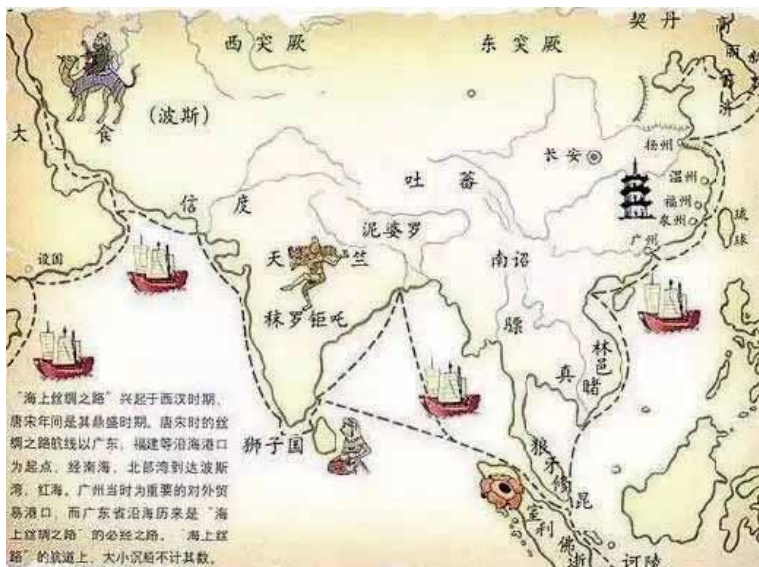 西突厥
东突厥
契丹
高丽
百济
大食
（波斯）
扬州
长安
吐蕃
温州
福州
泉州
琉球
信度
泥婆罗
广州
设国
天竺
南诏
秣罗钜吒
骠
林邑
真腊
狮子国
狼牙修
昆
室利佛逝
诃陵
“海上丝绸之路”兴起于西汉时期、
唐宋年间是其鼎盛时期。唐宋时的丝
绸之路航线以广东、福建等沿海港口
为起点，经南海、北部湾到达波斯
湾、红海。广州当时为重要的对外贸
易港口，而广东省沿海历来是“海
上丝绸之路”的必经之路。“海上丝
路”的航道上，大小沉船不计其数。